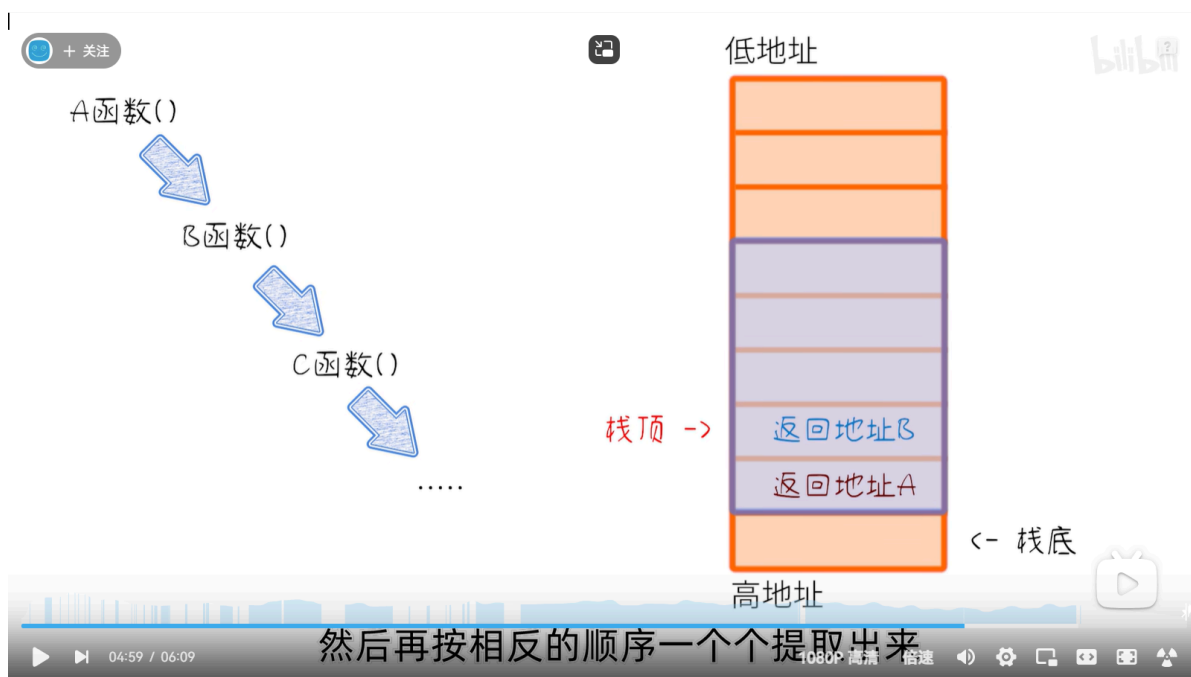 + 关注
低地址
bilibili
A函数()
B函数()
C函数()
.....
栈顶 ->
返回地址B
返回地址A
<- 栈底
高地址
然后再按相反的顺序一个个提取出来
04:59 / 06:09
1080P 高清
倍速